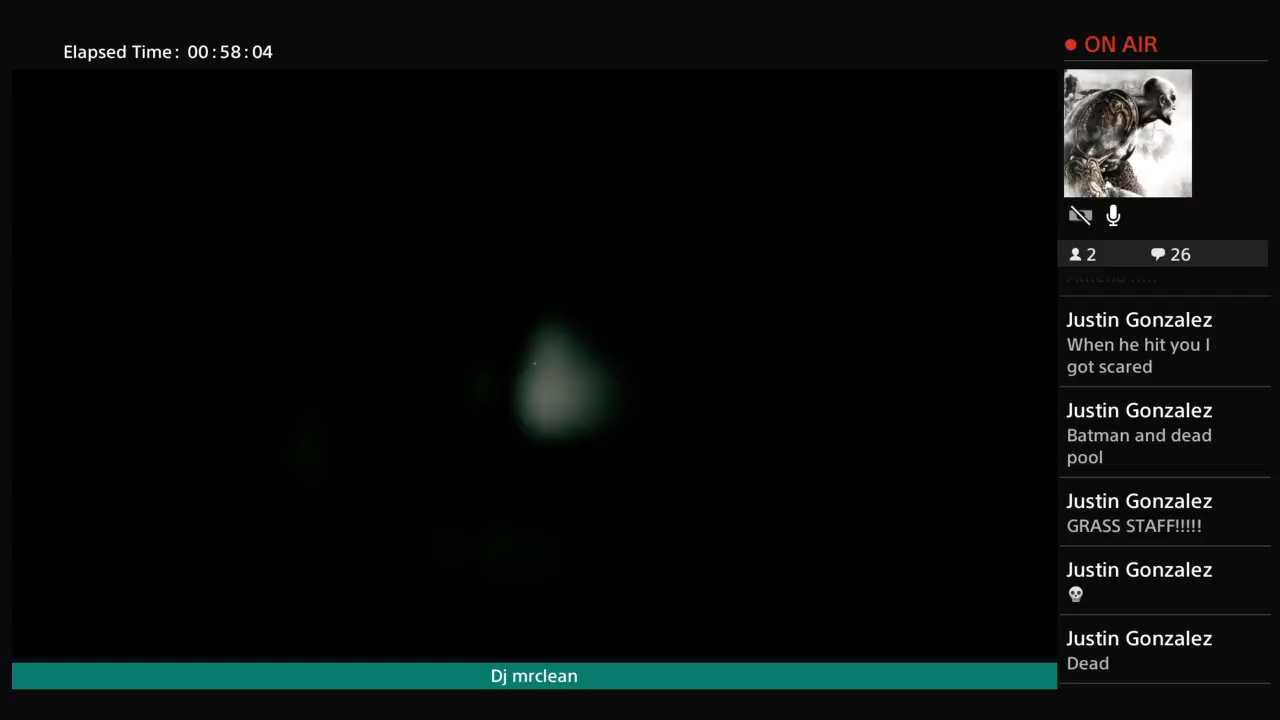 Elapsed Time: 00:58:04
ON AIR
2
26
Justin Gonzalez
When he hit you I
got scared
Justin Gonzalez
Batman and dead
pool
Justin Gonzalez
GRASS STAFF!!!!!
Justin Gonzalez
Justin Gonzalez
Dead
Dj mrclean